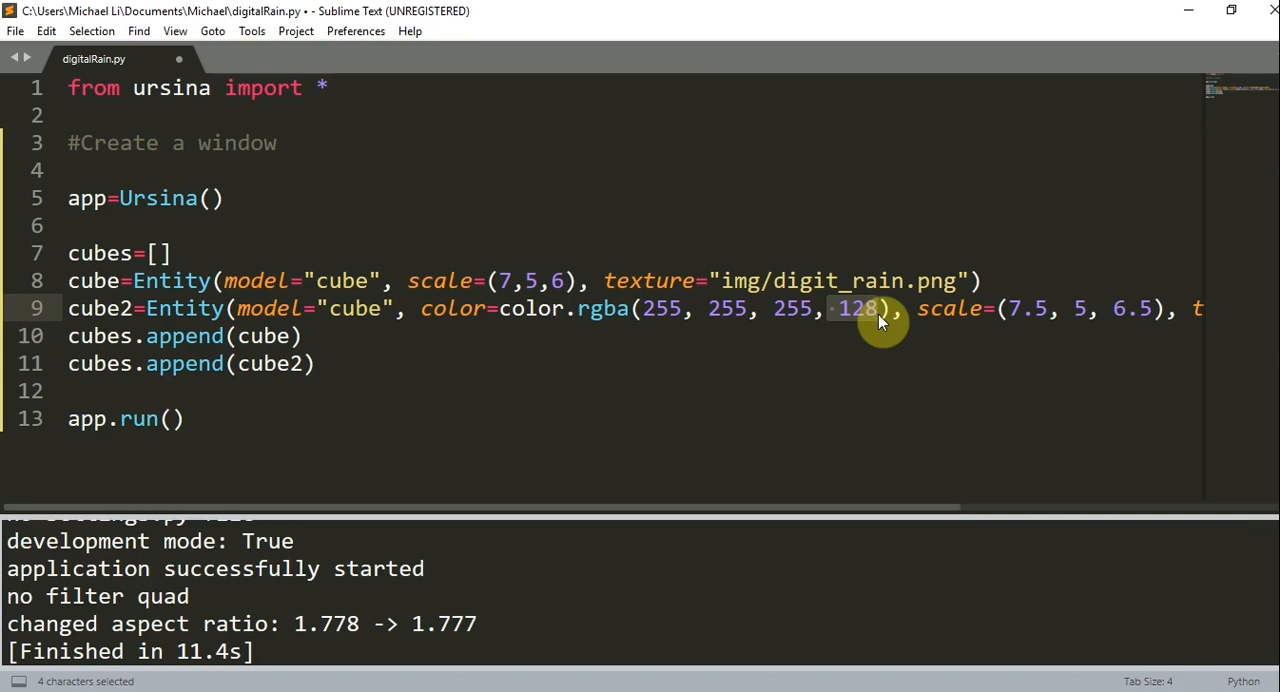 C:\Users\Michael Li\Documents\Michael\digitalRain.py • - Sublime Text (UNREGISTERED)
File Edit Selection Find View Goto Tools Project Preferences Help
digitalRain.py
1 from ursina import *
2
3 #Create a window
4
5 app=Ursina()
6
7 cubes=[]
8 cube=Entity(model="cube", scale=(7,5,6), texture="img/digit_rain.png")
9 cube2=Entity(model="cube", color=color.rgba(255, 255, 255, 128), scale=(7.5, 5, 6.5), t
10 cubes.append(cube)
11 cubes.append(cube2)
12
13 app.run()
development mode: True
application successfully started
no filter quad
changed aspect ratio: 1.778 -> 1.777
[Finished in 11.4s]
4 characters selected Tab Size: 4 Python